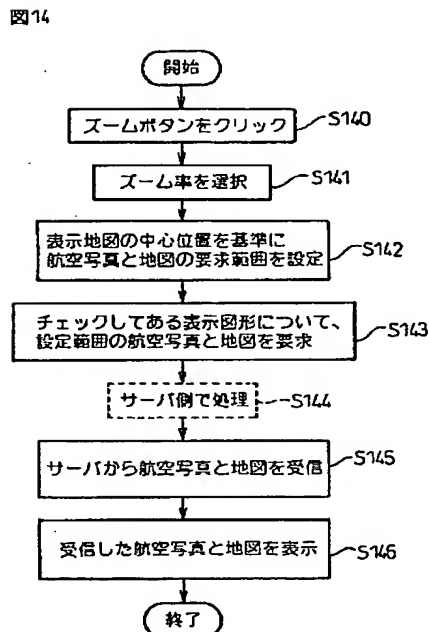 図14
開始
ズームボタンをクリック
S140
ズーム率を選択
S141
表示地図の中心位置を基準に
航空写真と地図の要求範囲を設定
S142
チェックしてある表示図形について、
設定範囲の航空写真と地図を要求
S143
サーバ側で処理
S144
サーバから航空写真と地図を受信
S145
受信した航空写真と地図を表示
S146
終了